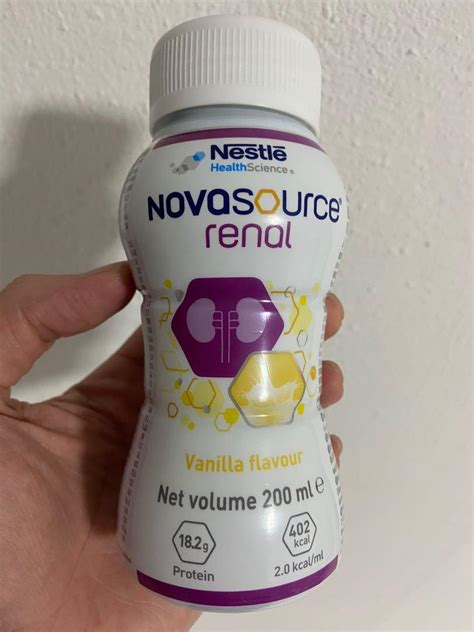 Nestlé
HealthScience®
NOVASOURCE®
renal
Vanilla flavour
Net volume 200 ml ℮
18.2g
Protein
402
kcal
2.0 kcal/ml